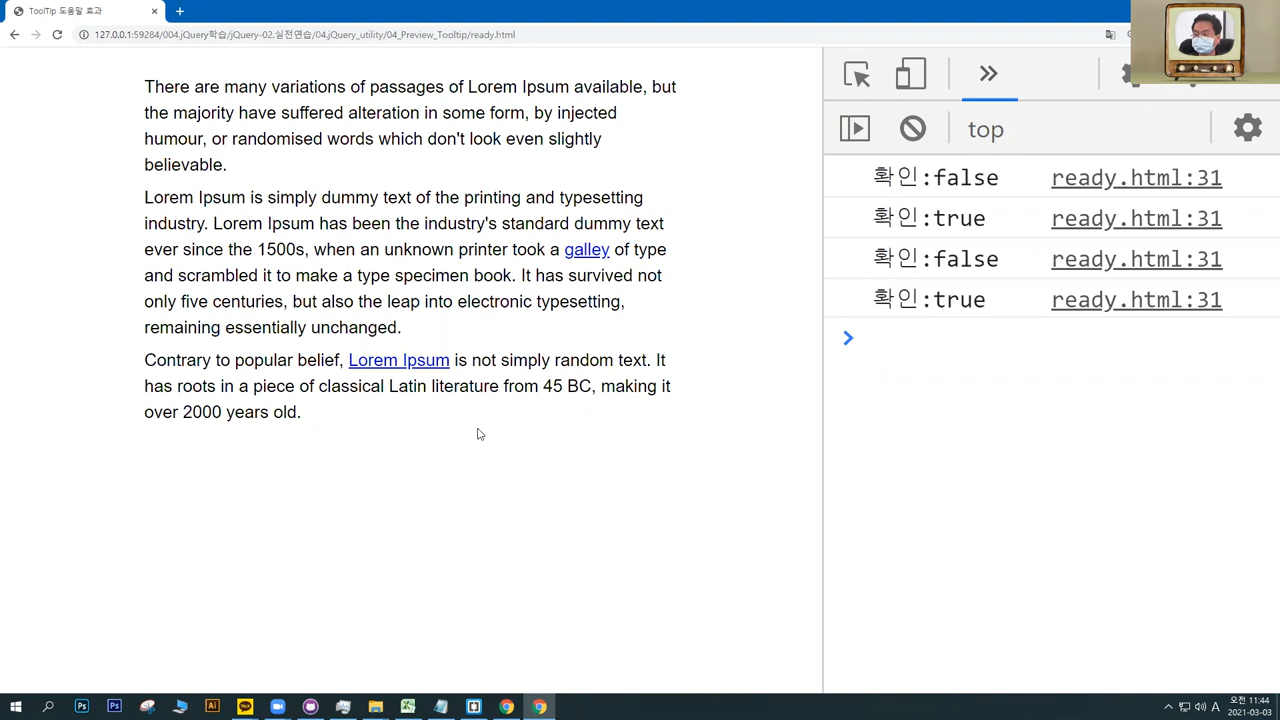 ToolTip 도움말 효과
127.0.0.1:59284/004.jQuery학습/jQuery-02.실전연습/04.jQuery_utility/04_Preview_Tooltip/ready.html
There are many variations of passages of Lorem Ipsum available, but
the majority have suffered alteration in some form, by injected
humour, or randomised words which don't look even slightly
believable.
Lorem Ipsum is simply dummy text of the printing and typesetting
industry. Lorem Ipsum has been the industry's standard dummy text
ever since the 1500s, when an unknown printer took a galley of type
and scrambled it to make a type specimen book. It has survived not
only five centuries, but also the leap into electronic typesetting,
remaining essentially unchanged.
Contrary to popular belief, Lorem Ipsum is not simply random text. It
has roots in a piece of classical Latin literature from 45 BC, making it
over 2000 years old.
top
확인:false ready.html:31
확인:true ready.html:31
확인:false ready.html:31
확인:true ready.html:31
Ps
Ps
Ai
TALK
A
오전 11:44
2021-03-03